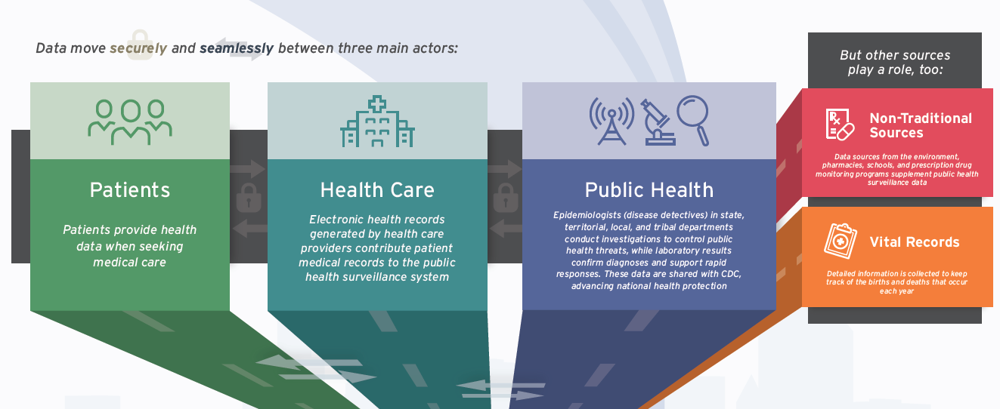 Data move securely and seamlessly between three main actors:
Patients
Patients provide health
data when seeking
medical care
Health Care
Electronic health records
generated by health care
providers contribute patient
medical records to the public
health surveillance system
Public Health
Epidemiologists (disease detectives) in state,
territorial, local, and tribal departments
conduct investigations to control public
health threats, while laboratory results
confirm diagnoses and support rapid
responses. These data are shared with CDC,
advancing national health protection
But other sources
play a role, too:
Rx
Non-Traditional
Sources
Data sources from the environment,
pharmacies, schools, and prescription drug
monitoring programs supplement public health
surveillance data
Vital Records
Detailed information is collected to keep
track of the births and deaths that occur
each year